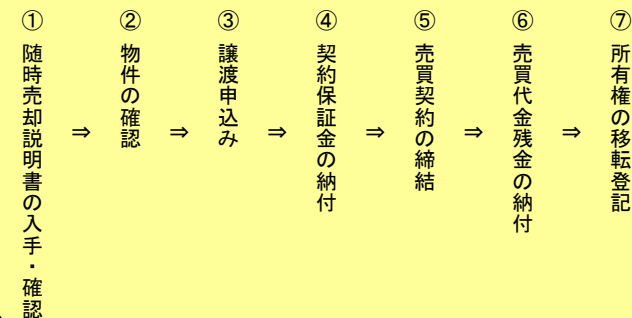 ①
随時売却説明書の入手・確認
⇒
②
物件の確認
⇒
③
譲渡申込み
⇒
④
契約保証金の納付
⇒
⑤
売買契約の締結
⇒
⑥
売買代金残金の納付
⇒
⑦
所有権の移転登記